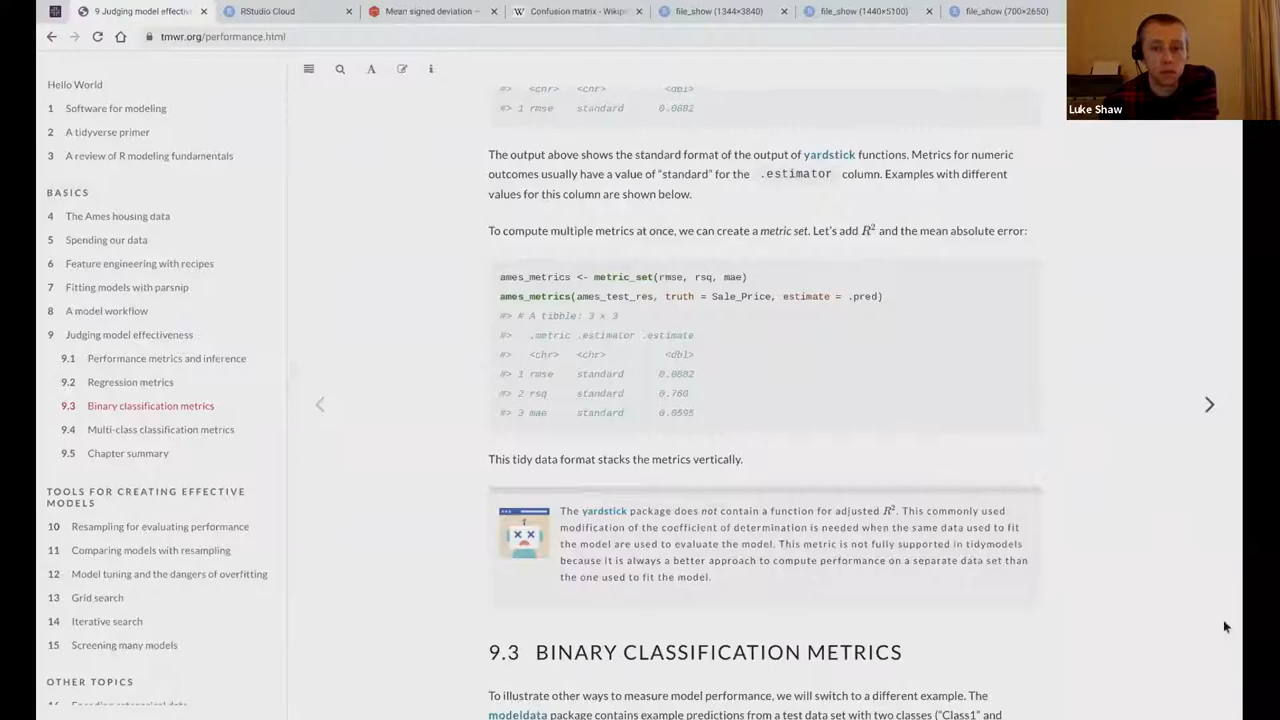 9 Judging model effectiv
RStudio Cloud
Mean signed deviation –
Confusion matrix - Wikipe
file_show (1344×3840)
file_show (1440×5100)
file_show (700×2650)
tmwr.org/performance.html
Luke Shaw
Hello World
1 Software for modeling
2 A tidyverse primer
3 A review of R modeling fundamentals
BASICS
4 The Ames housing data
5 Spending our data
6 Feature engineering with recipes
7 Fitting models with parsnip
8 A model workflow
9 Judging model effectiveness
9.1 Performance metrics and inference
9.2 Regression metrics
9.3 Binary classification metrics
9.4 Multi-class classification metrics
9.5 Chapter summary
TOOLS FOR CREATING EFFECTIVE
MODELS
10 Resampling for evaluating performance
11 Comparing models with resampling
12 Model tuning and the dangers of overfitting
13 Grid search
14 Iterative search
15 Screening many models
OTHER TOPICS
#> <chr> <chr> <dbl>
#> 1 rmse standard 0.0882
The output above shows the standard format of the output of yardstick functions. Metrics for numeric
outcomes usually have a value of “standard” for the .estimator column. Examples with different
values for this column are shown below.
To compute multiple metrics at once, we can create a metric set. Let’s add R² and the mean absolute error:
ames_metrics <- metric_set(rmse, rsq, mae)
ames_metrics(ames_test_res, truth = Sale_Price, estimate = .pred)
#> # A tibble: 3 × 3
#> .metric .estimator .estimate
#> <chr> <chr> <dbl>
#> 1 rmse standard 0.0882
#> 2 rsq standard 0.760
#> 3 mae standard 0.0595
This tidy data format stacks the metrics vertically.
The yardstick package does not contain a function for adjusted R². This commonly used
modification of the coefficient of determination is needed when the same data used to fit
the model are used to evaluate the model. This metric is not fully supported in tidymodels
because it is always a better approach to compute performance on a separate data set than
the one used to fit the model.
9.3 BINARY CLASSIFICATION METRICS
To illustrate other ways to measure model performance, we will switch to a different example. The
modeldata package contains example predictions from a test data set with two classes (“Class1” and